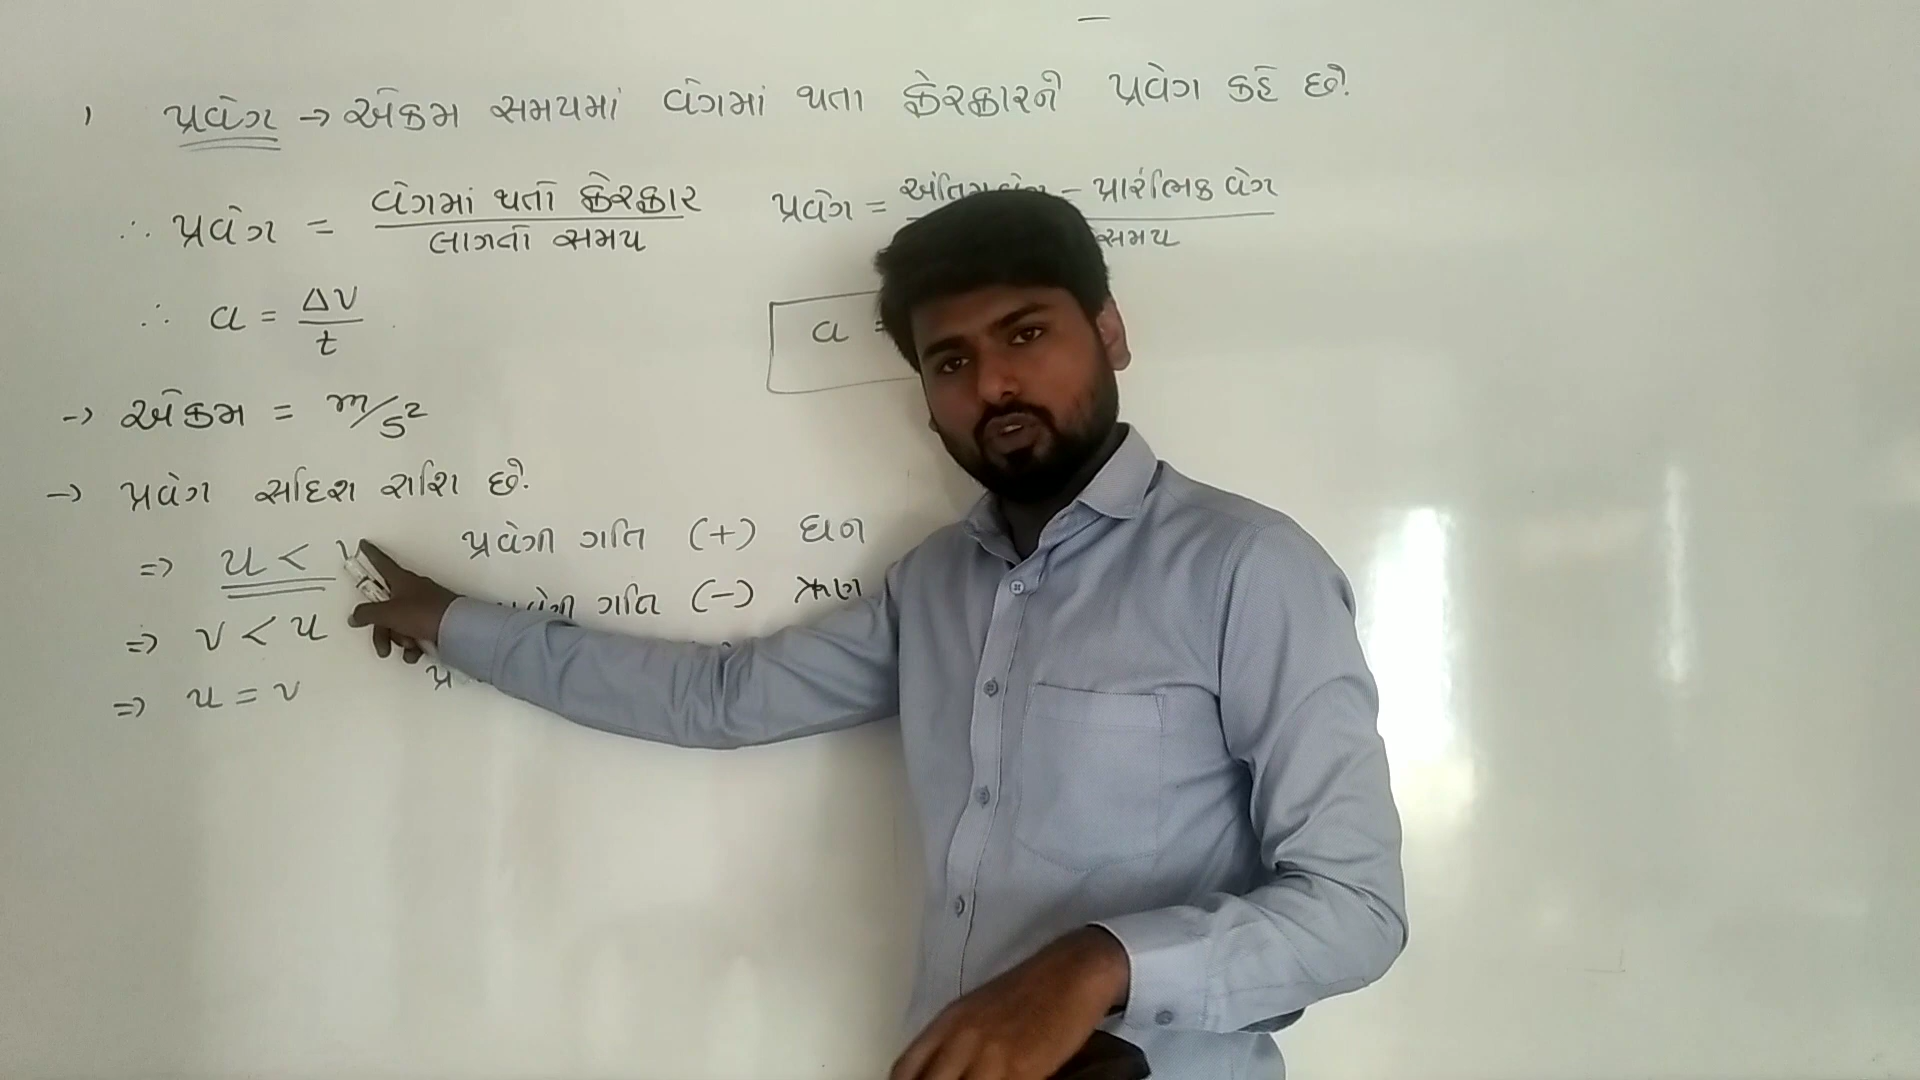 પ્રવેગ → એકમ સમયમાં વેગમાં થતા ફેરફારને પ્રવેગ કહે છે.
∴ પ્રવેગ = વેગમાં થતો ફેરફાર / લાગતો સમય
પ્રવેગ = અંતિમ વેગ - પ્રારંભિક વેગ / સમય
∴ a = Δv / t
a =
→ એકમ = m/s²
→ પ્રવેગ સદિશ રાશિ છે.
⇒ u < v પ્રવેગી ગતિ (+) ધન
⇒ v < u ગતિ (-) ઋણ
⇒ u = v